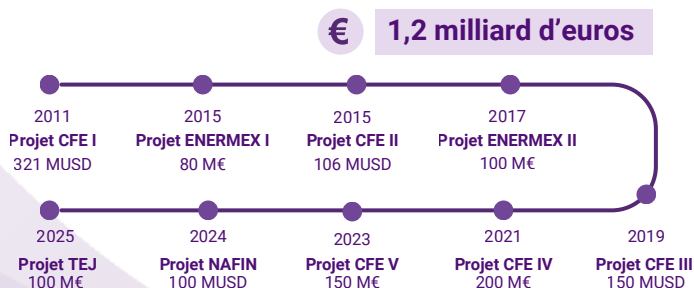 € 1,2 milliard d'euros
2011
Projet CFE I
321 MUSD
2015
Projet ENERMEX I
80 M€
2015
Projet CFE II
106 MUSD
2017
Projet ENERMEX II
100 M€
2019
Projet CFE III
150 MUSD
2021
Projet CFE IV
200 M€
2023
Projet CFE V
150 M€
2024
Projet NAFIN
100 MUSD
2025
Projet TEJ
100 M€